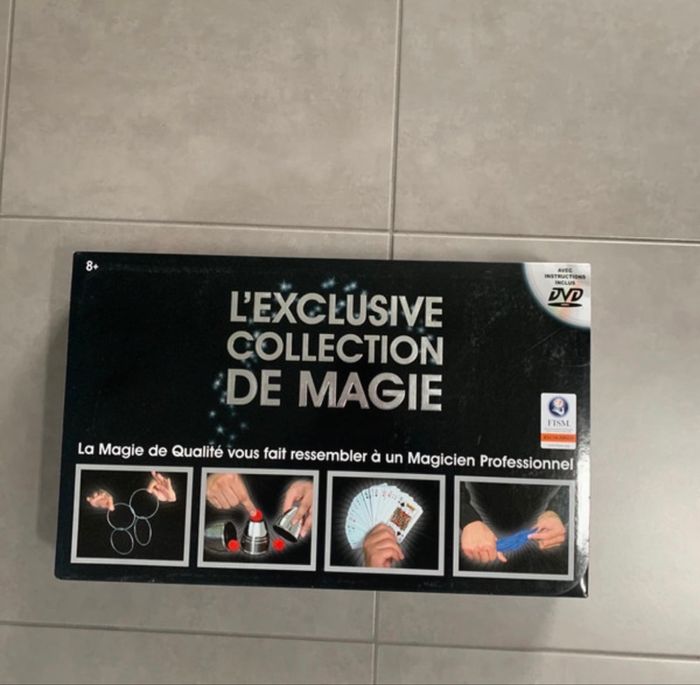 8+
AVEC
INSTRUCTIONS
INCLUS
DVD
L'EXCLUSIVE
COLLECTION
DE MAGIE
FISM
La Magie de Qualité vous fait ressembler à un Magicien Professionnel